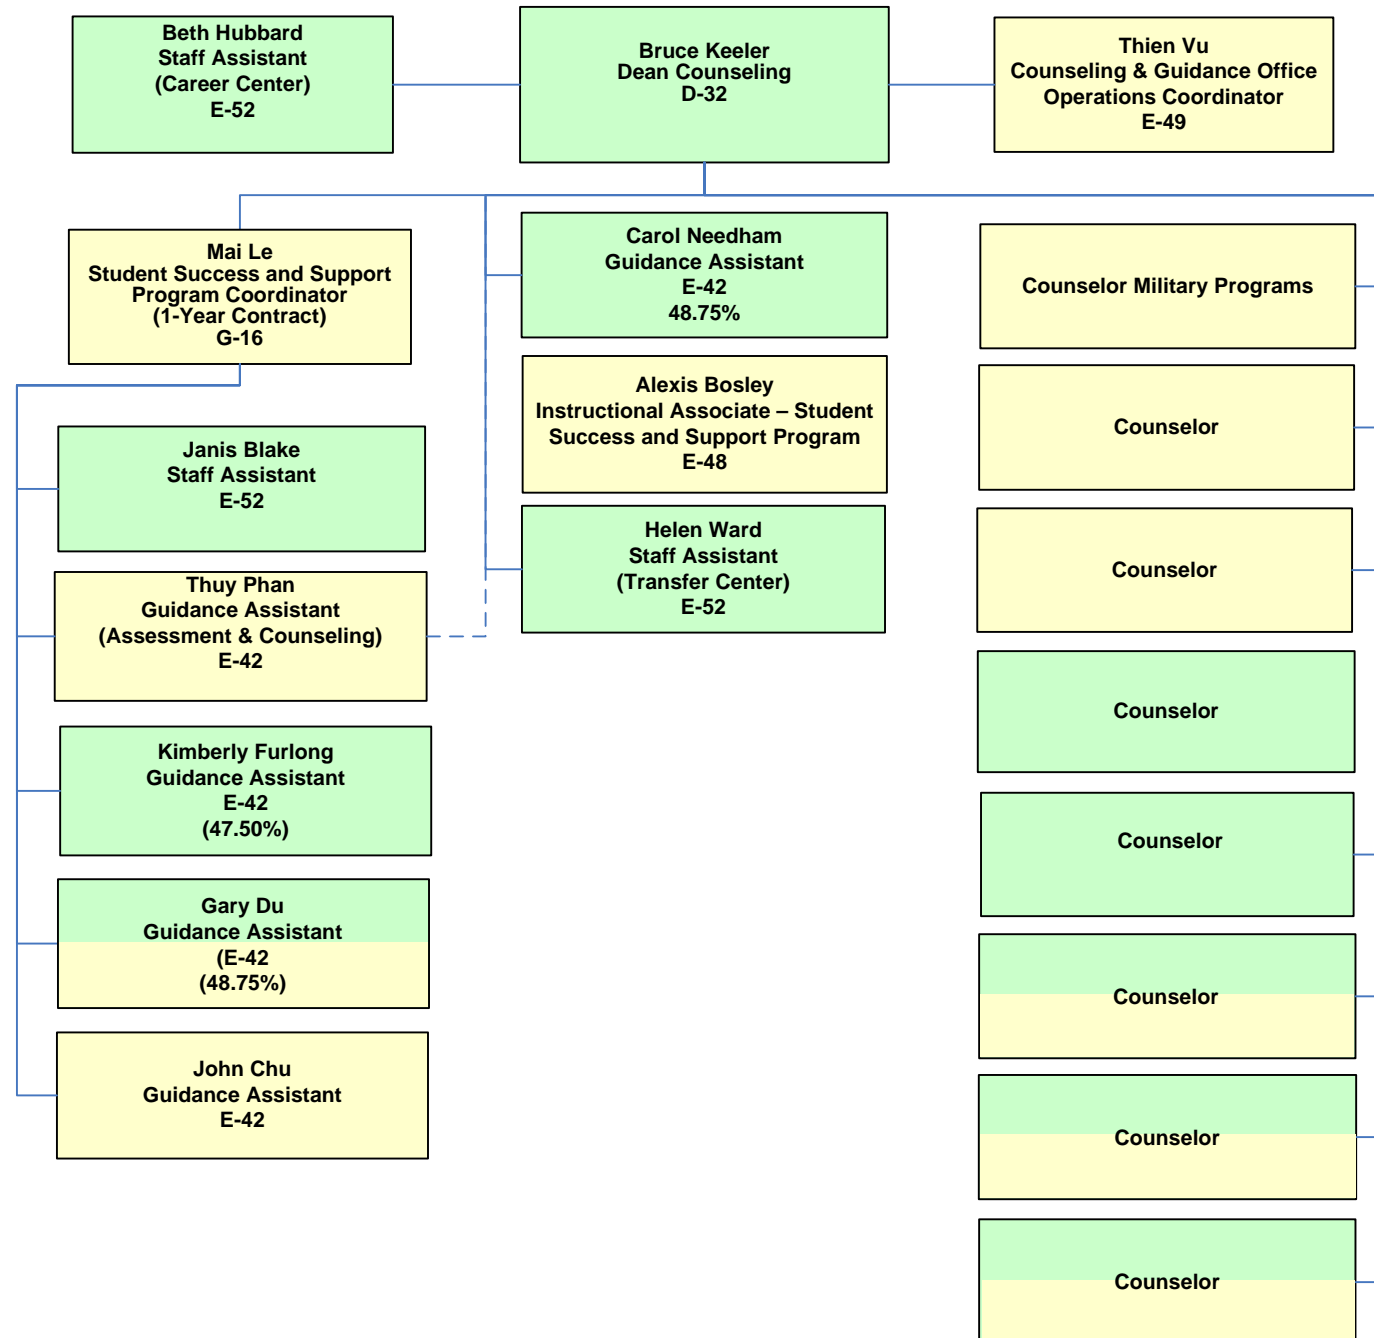 Beth Hubbard
Staff Assistant
(Career Center)
E-52
Bruce Keeler
Dean Counseling
D-32
Thien Vu
Counseling & Guidance Office
Operations Coordinator
E-49
Mai Le
Student Success and Support
Program Coordinator
(1-Year Contract)
G-16
Janis Blake
Staff Assistant
E-52
Thuy Phan
Guidance Assistant
(Assessment & Counseling)
E-42
Kimberly Furlong
Guidance Assistant
E-42
(47.50%)
Gary Du
Guidance Assistant
(E-42
(48.75%)
John Chu
Guidance Assistant
E-42
Carol Needham
Guidance Assistant
E-42
48.75%
Alexis Bosley
Instructional Associate – Student
Success and Support Program
E-48
Helen Ward
Staff Assistant
(Transfer Center)
E-52
Counselor Military Programs
Counselor
Counselor
Counselor
Counselor
Counselor
Counselor
Counselor